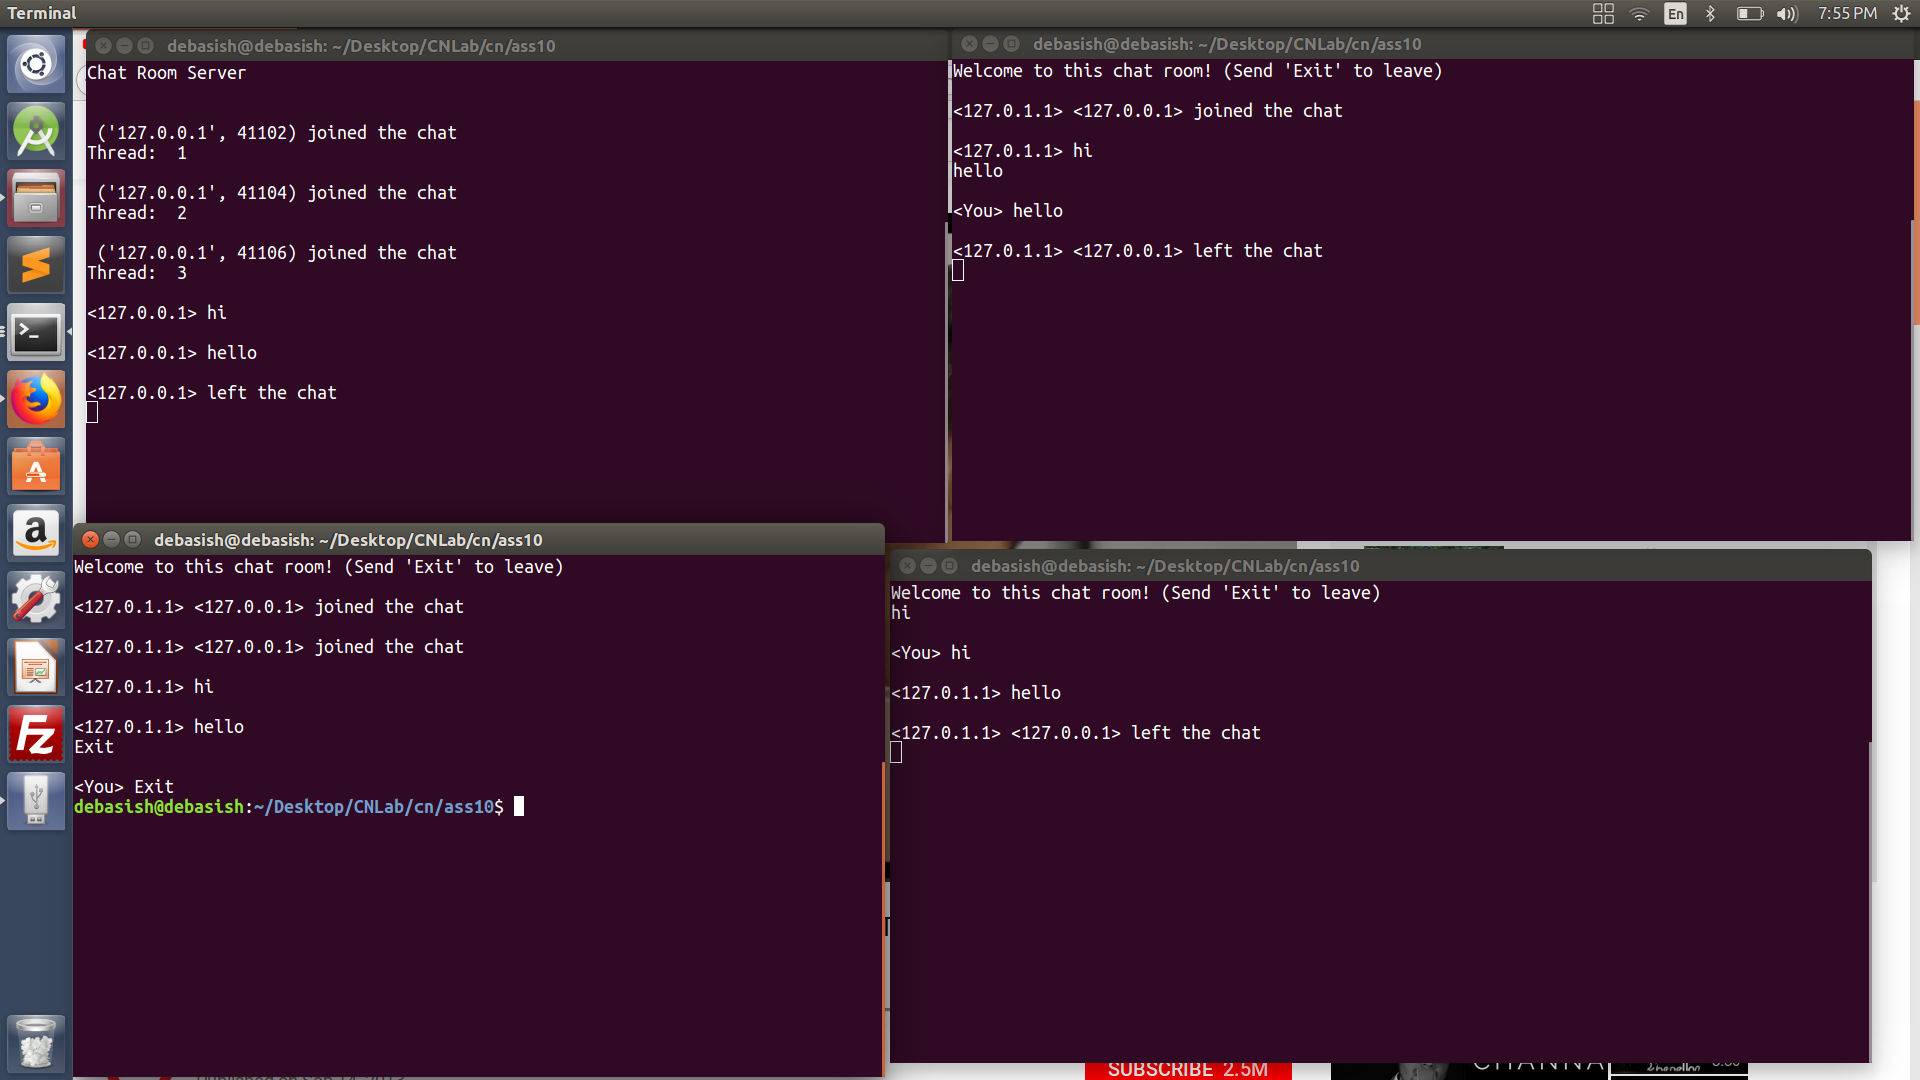 Terminal
En
7:55 PM
debasish@debasish: ~/Desktop/CNLab/cn/ass10
Chat Room Server
('127.0.0.1', 41102) joined the chat
Thread:  1
('127.0.0.1', 41104) joined the chat
Thread:  2
('127.0.0.1', 41106) joined the chat
Thread:  3
<127.0.0.1> hi
<127.0.0.1> hello
<127.0.0.1> left the chat
debasish@debasish: ~/Desktop/CNLab/cn/ass10
Welcome to this chat room! (Send 'Exit' to leave)
<127.0.1.1> <127.0.0.1> joined the chat
<127.0.1.1> hi
hello
<You> hello
<127.0.1.1> <127.0.0.1> left the chat
debasish@debasish: ~/Desktop/CNLab/cn/ass10
Welcome to this chat room! (Send 'Exit' to leave)
<127.0.1.1> <127.0.0.1> joined the chat
<127.0.1.1> <127.0.0.1> joined the chat
<127.0.1.1> hi
<127.0.1.1> hello
Exit
<You> Exit
debasish@debasish:~/Desktop/CNLab/cn/ass10$
debasish@debasish: ~/Desktop/CNLab/cn/ass10
Welcome to this chat room! (Send 'Exit' to leave)
hi
<You> hi
<127.0.1.1> hello
<127.0.1.1> <127.0.0.1> left the chat
SUBSCRIBE 2.5M
CHANNA